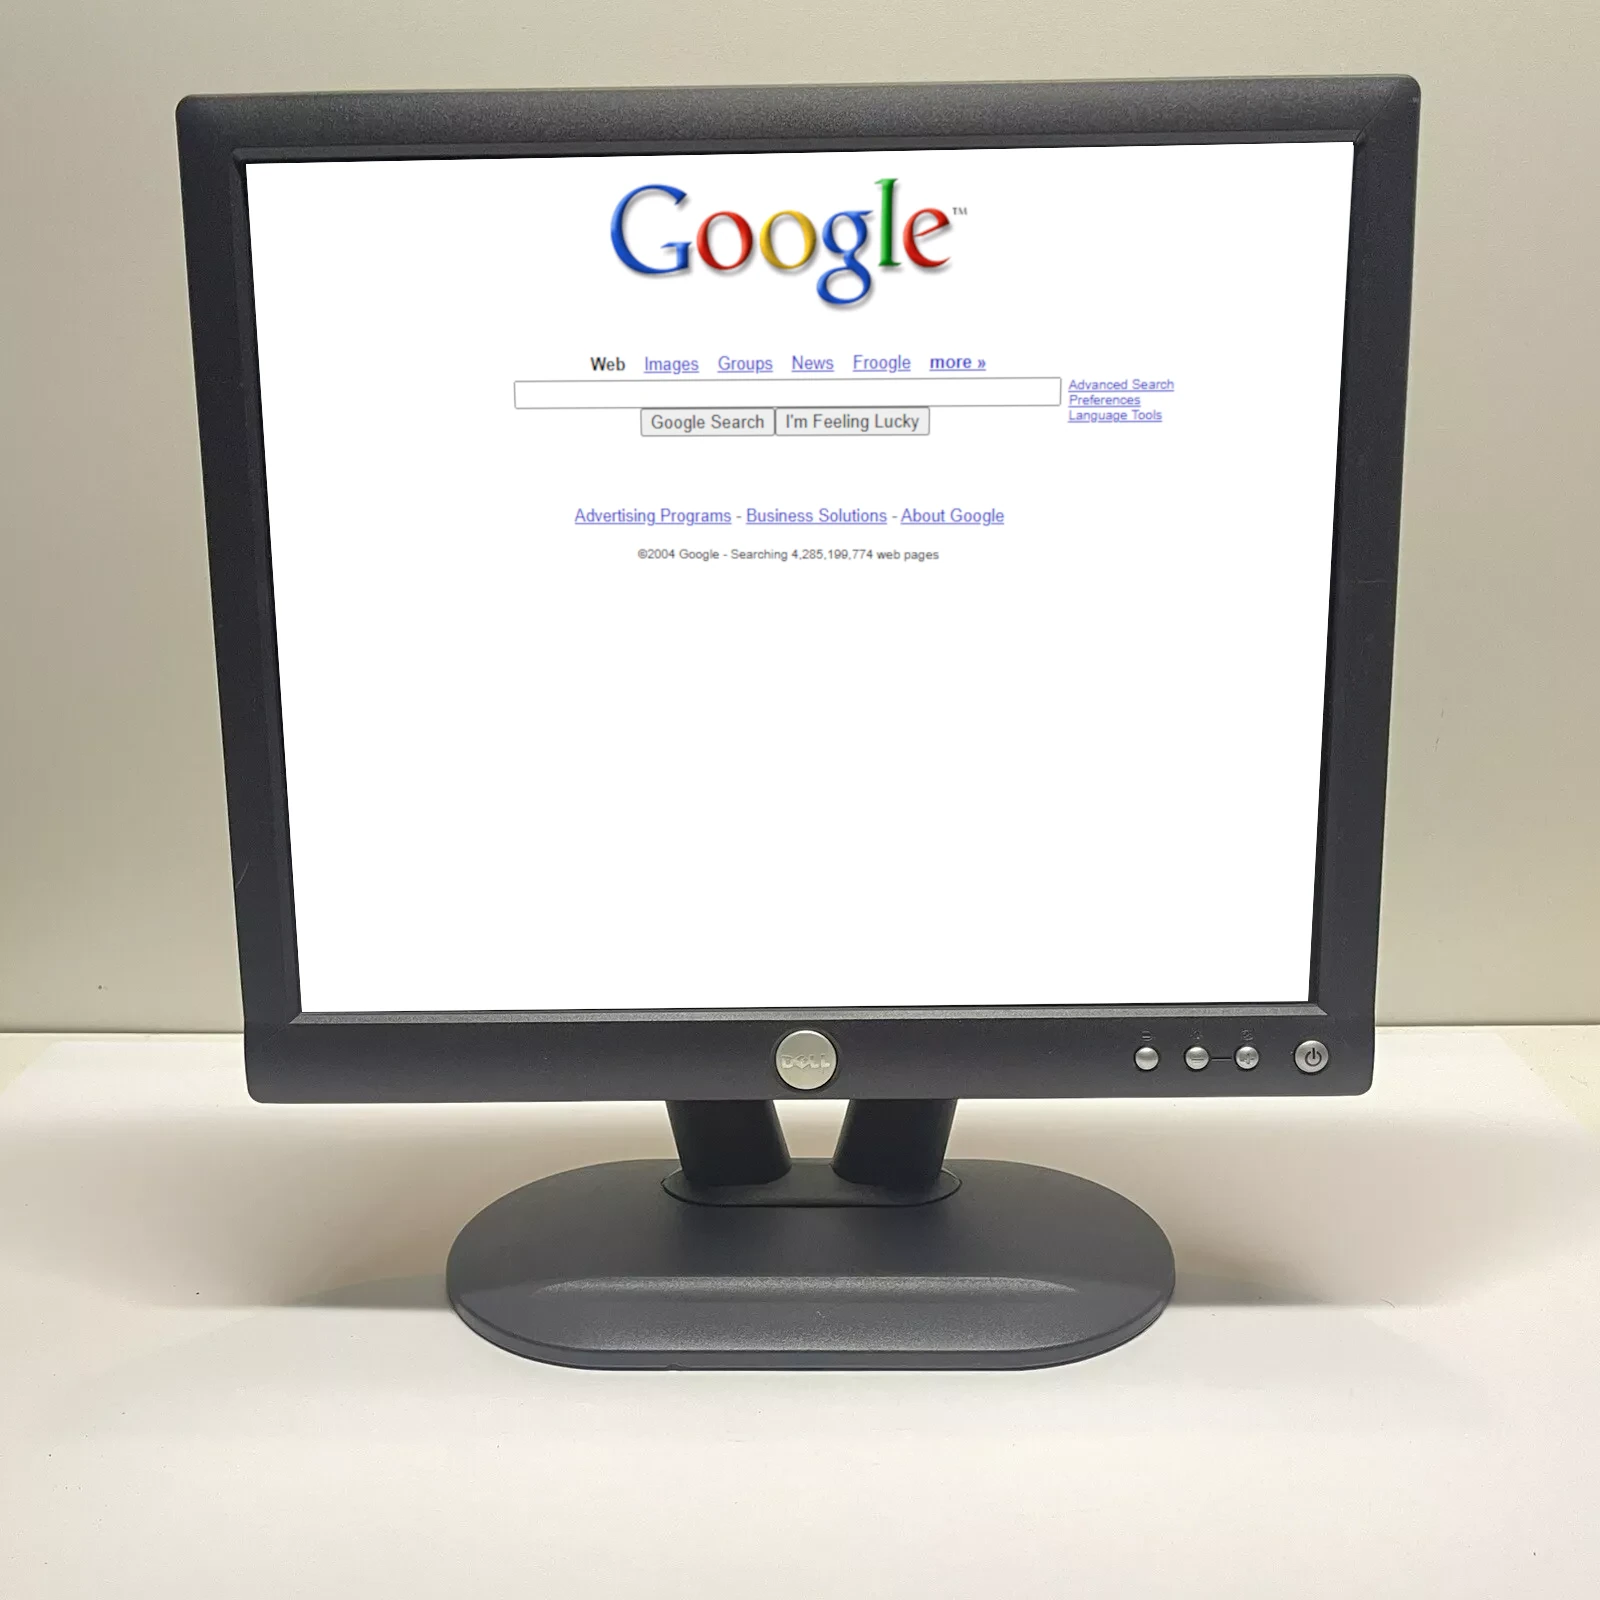 Google™
Web Images Groups News Froogle more »
Advanced Search
Preferences
Language Tools
Google Search I'm Feeling Lucky
Advertising Programs - Business Solutions - About Google
©2004 Google - Searching 4,285,199,774 web pages
DELL